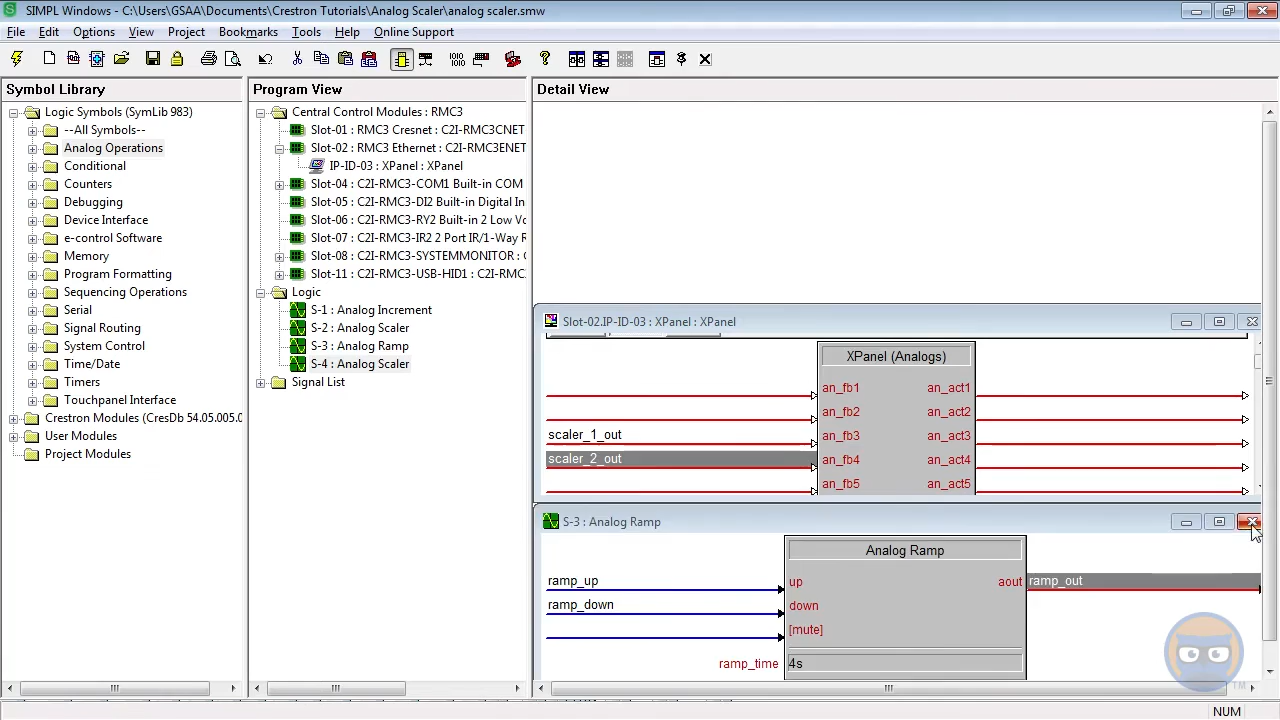 SIMPL Windows - C:\Users\GSAA\Documents\Crestron Tutorials\Analog Scaler\analog scaler.smw
File Edit Options View Project Bookmarks Tools Help Online Support
Symbol Library
Logic Symbols (SymLib 983)
--All Symbols--
Analog Operations
Conditional
Counters
Debugging
Device Interface
e-control Software
Memory
Program Formatting
Sequencing Operations
Serial
Signal Routing
System Control
Time/Date
Timers
Touchpanel Interface
Crestron Modules (CresDb 54.05.005.0
User Modules
Project Modules
Program View
Central Control Modules : RMC3
Slot-01 : RMC3 Cresnet : C2I-RMC3CNET
Slot-02 : RMC3 Ethernet : C2I-RMC3ENET
IP-ID-03 : XPanel : XPanel
Slot-04 : C2I-RMC3-COM1 Built-in COM
Slot-05 : C2I-RMC3-DI2 Built-in Digital In
Slot-06 : C2I-RMC3-RY2 Built-in 2 Low Vo
Slot-07 : C2I-RMC3-IR2 2 Port IR/1-Way R
Slot-08 : C2I-RMC3-SYSTEMMONITOR : C
Slot-11 : C2I-RMC3-USB-HID1 : C2I-RMC
Logic
S-1 : Analog Increment
S-2 : Analog Scaler
S-3 : Analog Ramp
S-4 : Analog Scaler
Signal List
Detail View
Slot-02.IP-ID-03 : XPanel : XPanel
XPanel (Analogs)
an_fb1 an_act1
an_fb2 an_act2
scaler_1_out an_fb3 an_act3
scaler_2_out an_fb4 an_act4
an_fb5 an_act5
S-3 : Analog Ramp
Analog Ramp
ramp_up up aout ramp_out
ramp_down down
[mute]
ramp_time 4s
TM
NUM